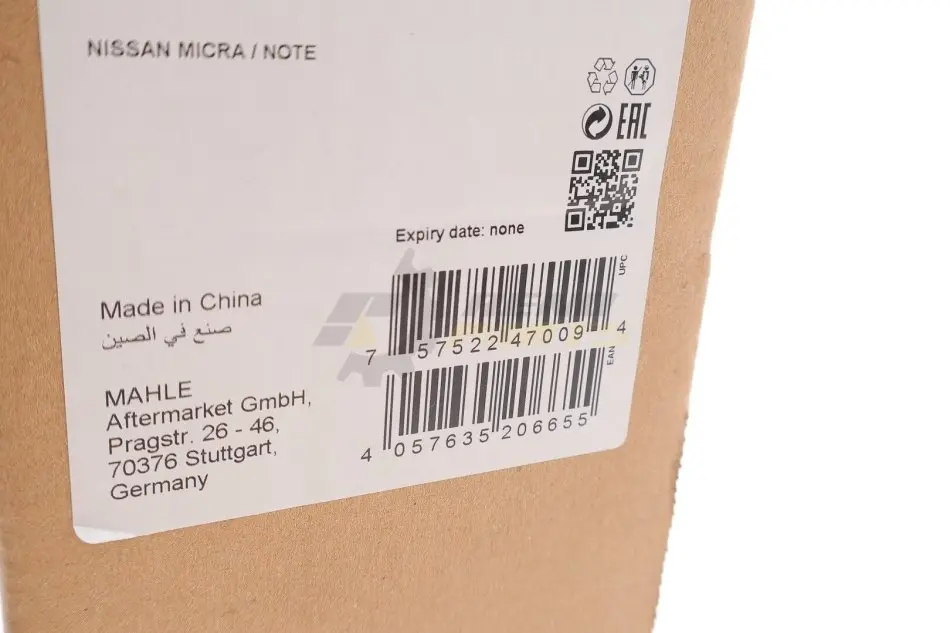 NISSAN MICRA / NOTE
EAC
Expiry date: none
UPC
7 57522 47009 4
Made in China
صنع في الصين
EAN
4 057635 206655
MAHLE
Aftermarket GmbH,
Pragstr. 26 - 46,
70376 Stuttgart,
Germany